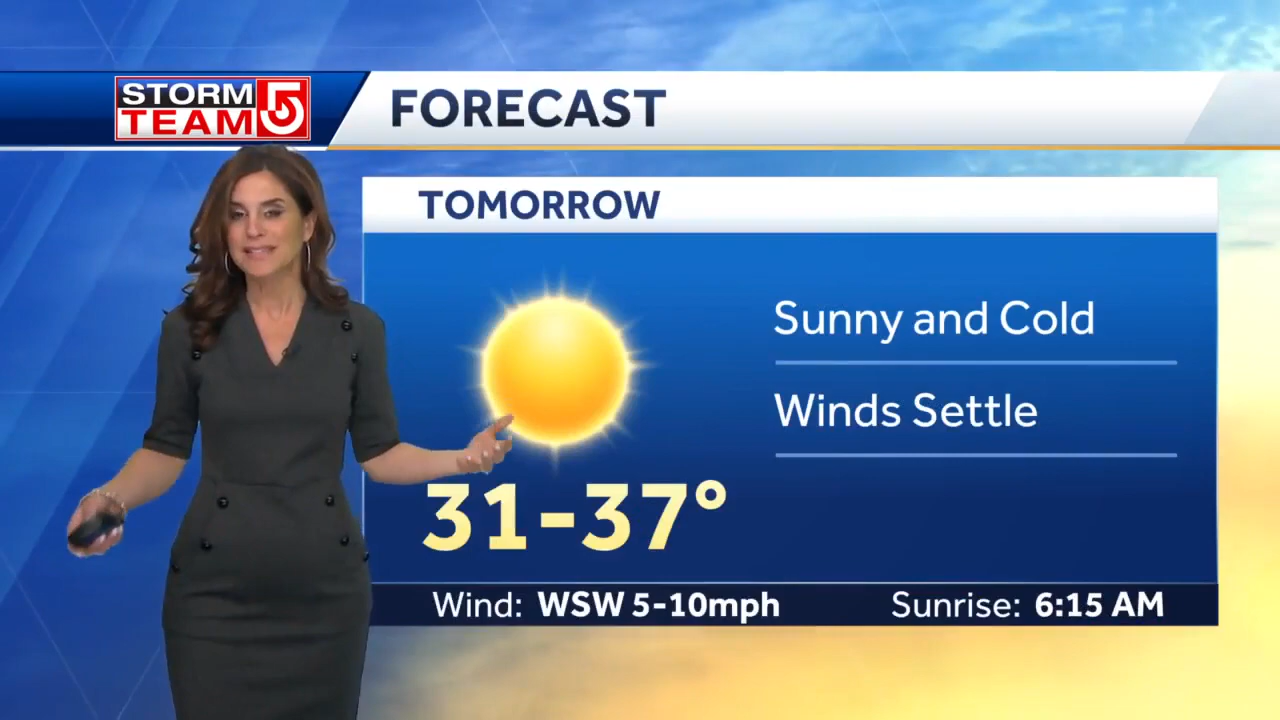 STORM
TEAM 5
FORECAST
TOMORROW
Sunny and Cold
Winds Settle
31-37°
Wind: WSW 5-10mph
Sunrise: 6:15 AM